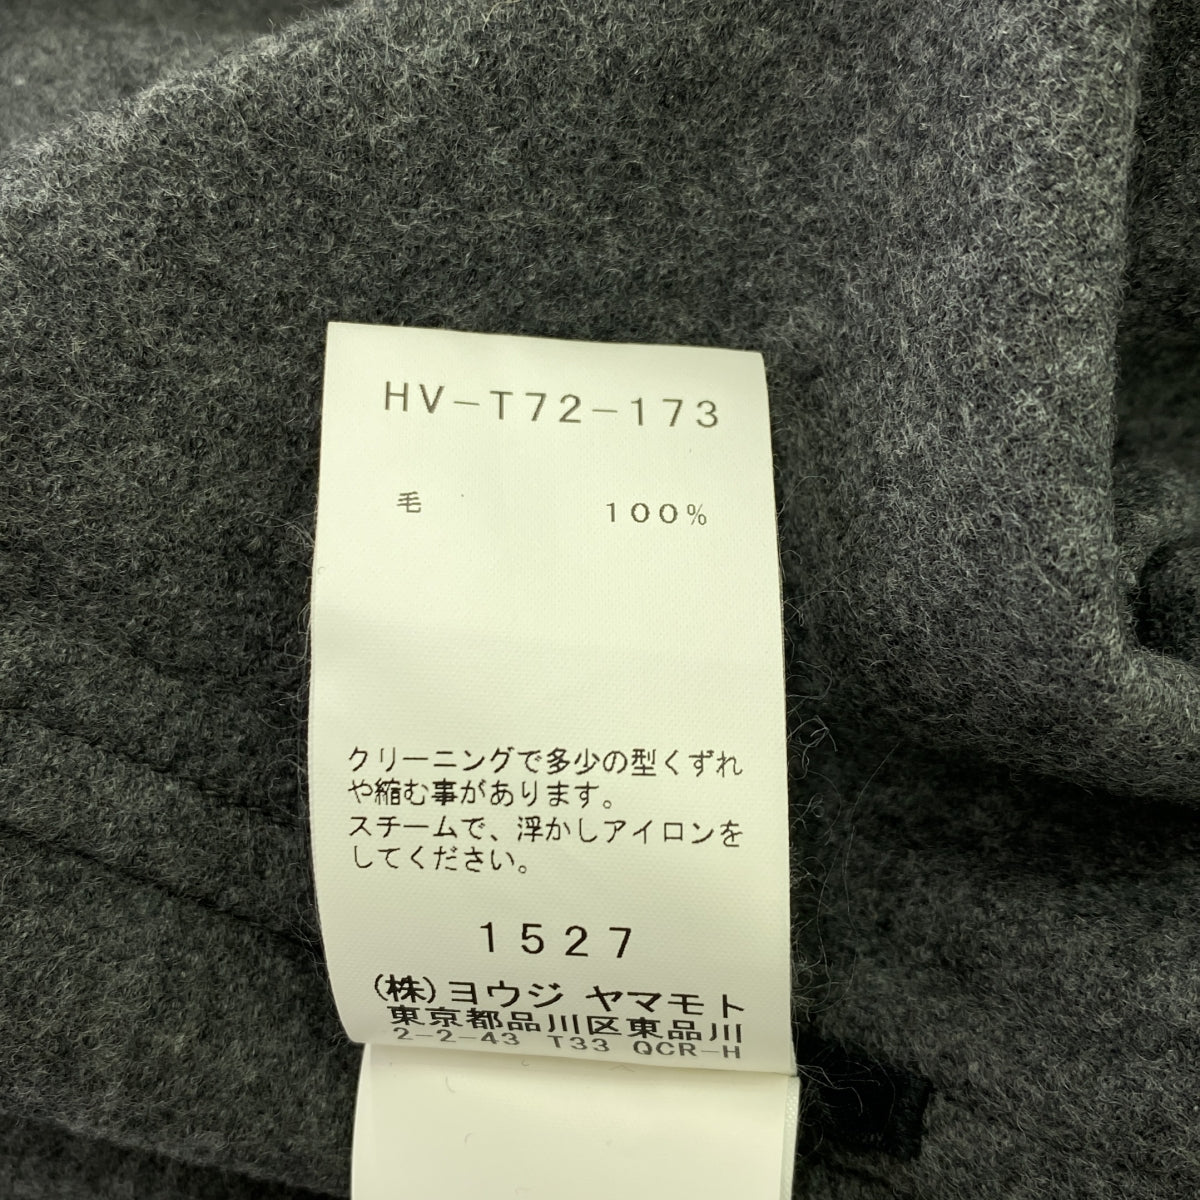 HV-T72-173
毛 100%
クリーニングで多少の型くずれ
や縮む事があります。
スチームで、浮かしアイロンを
してください。
1527
(株)ヨウジ ヤマモト
東京都品川区東品川
2-2-43 T33 QCR-H